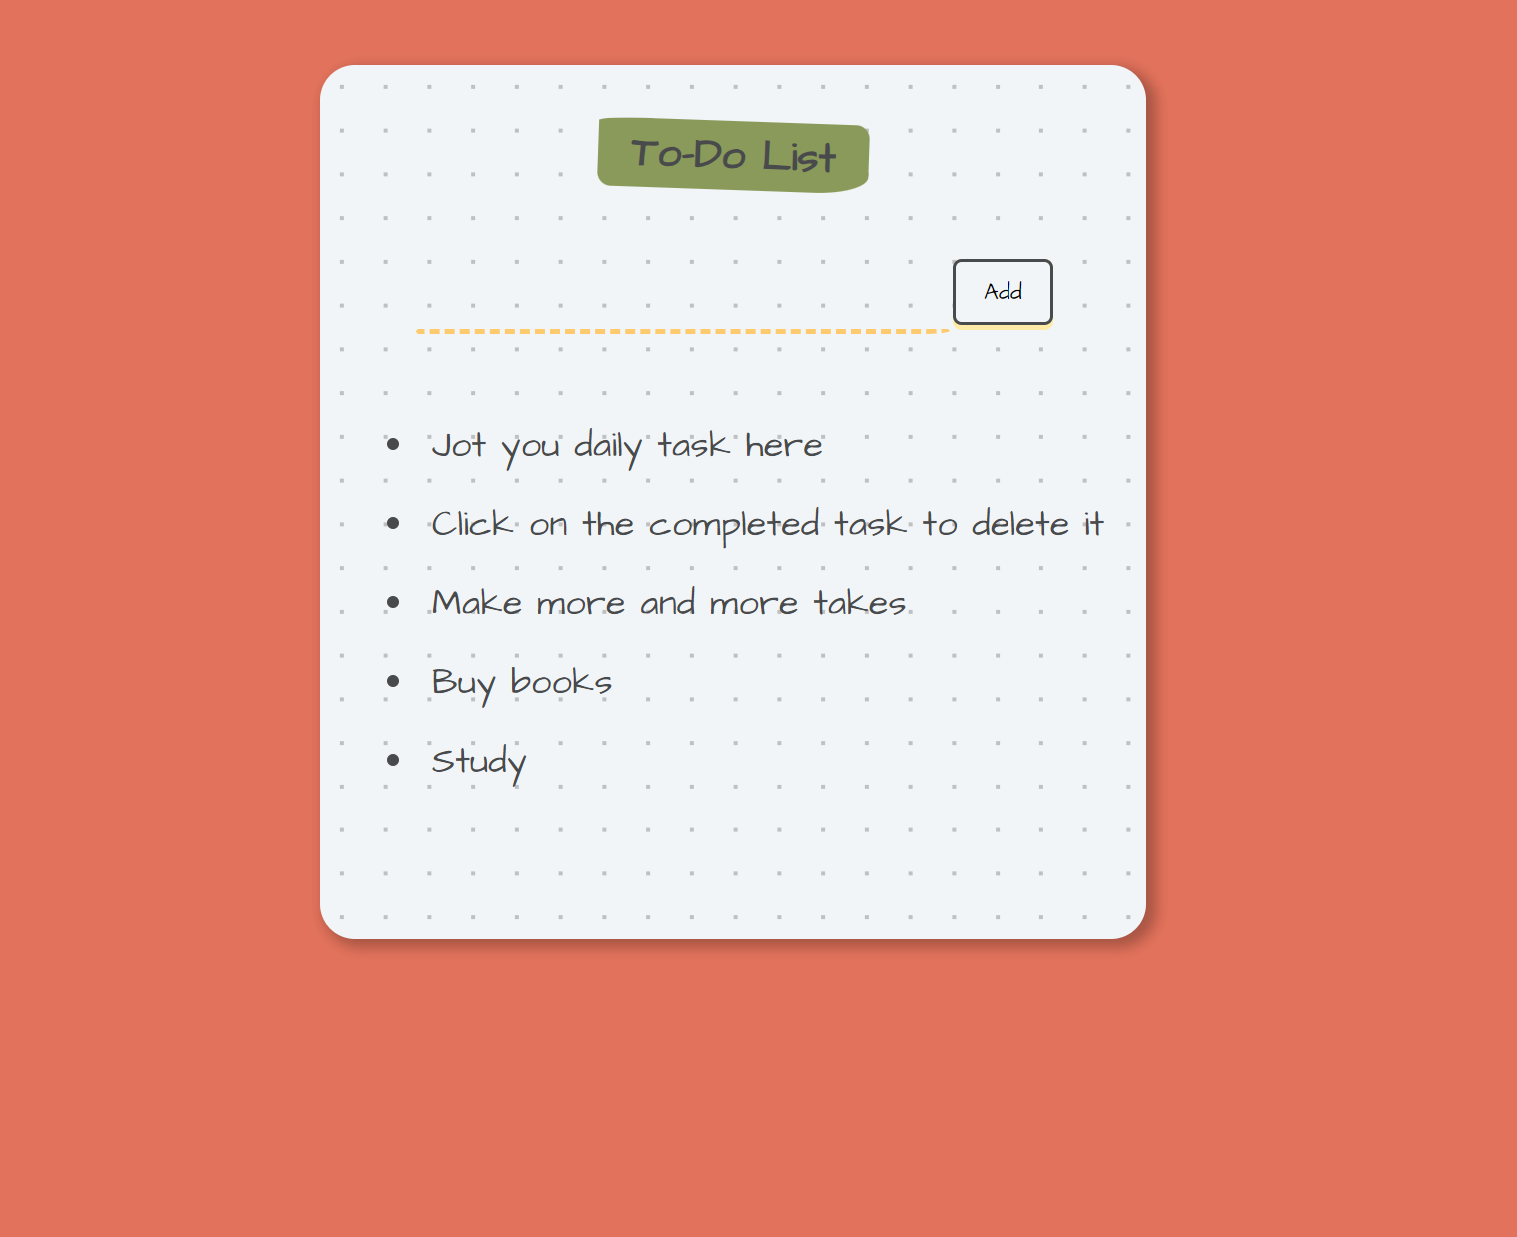 To-Do List
Add
Jot you daily task here
Click on the completed task to delete it
Make more and more takes
Buy books
Study